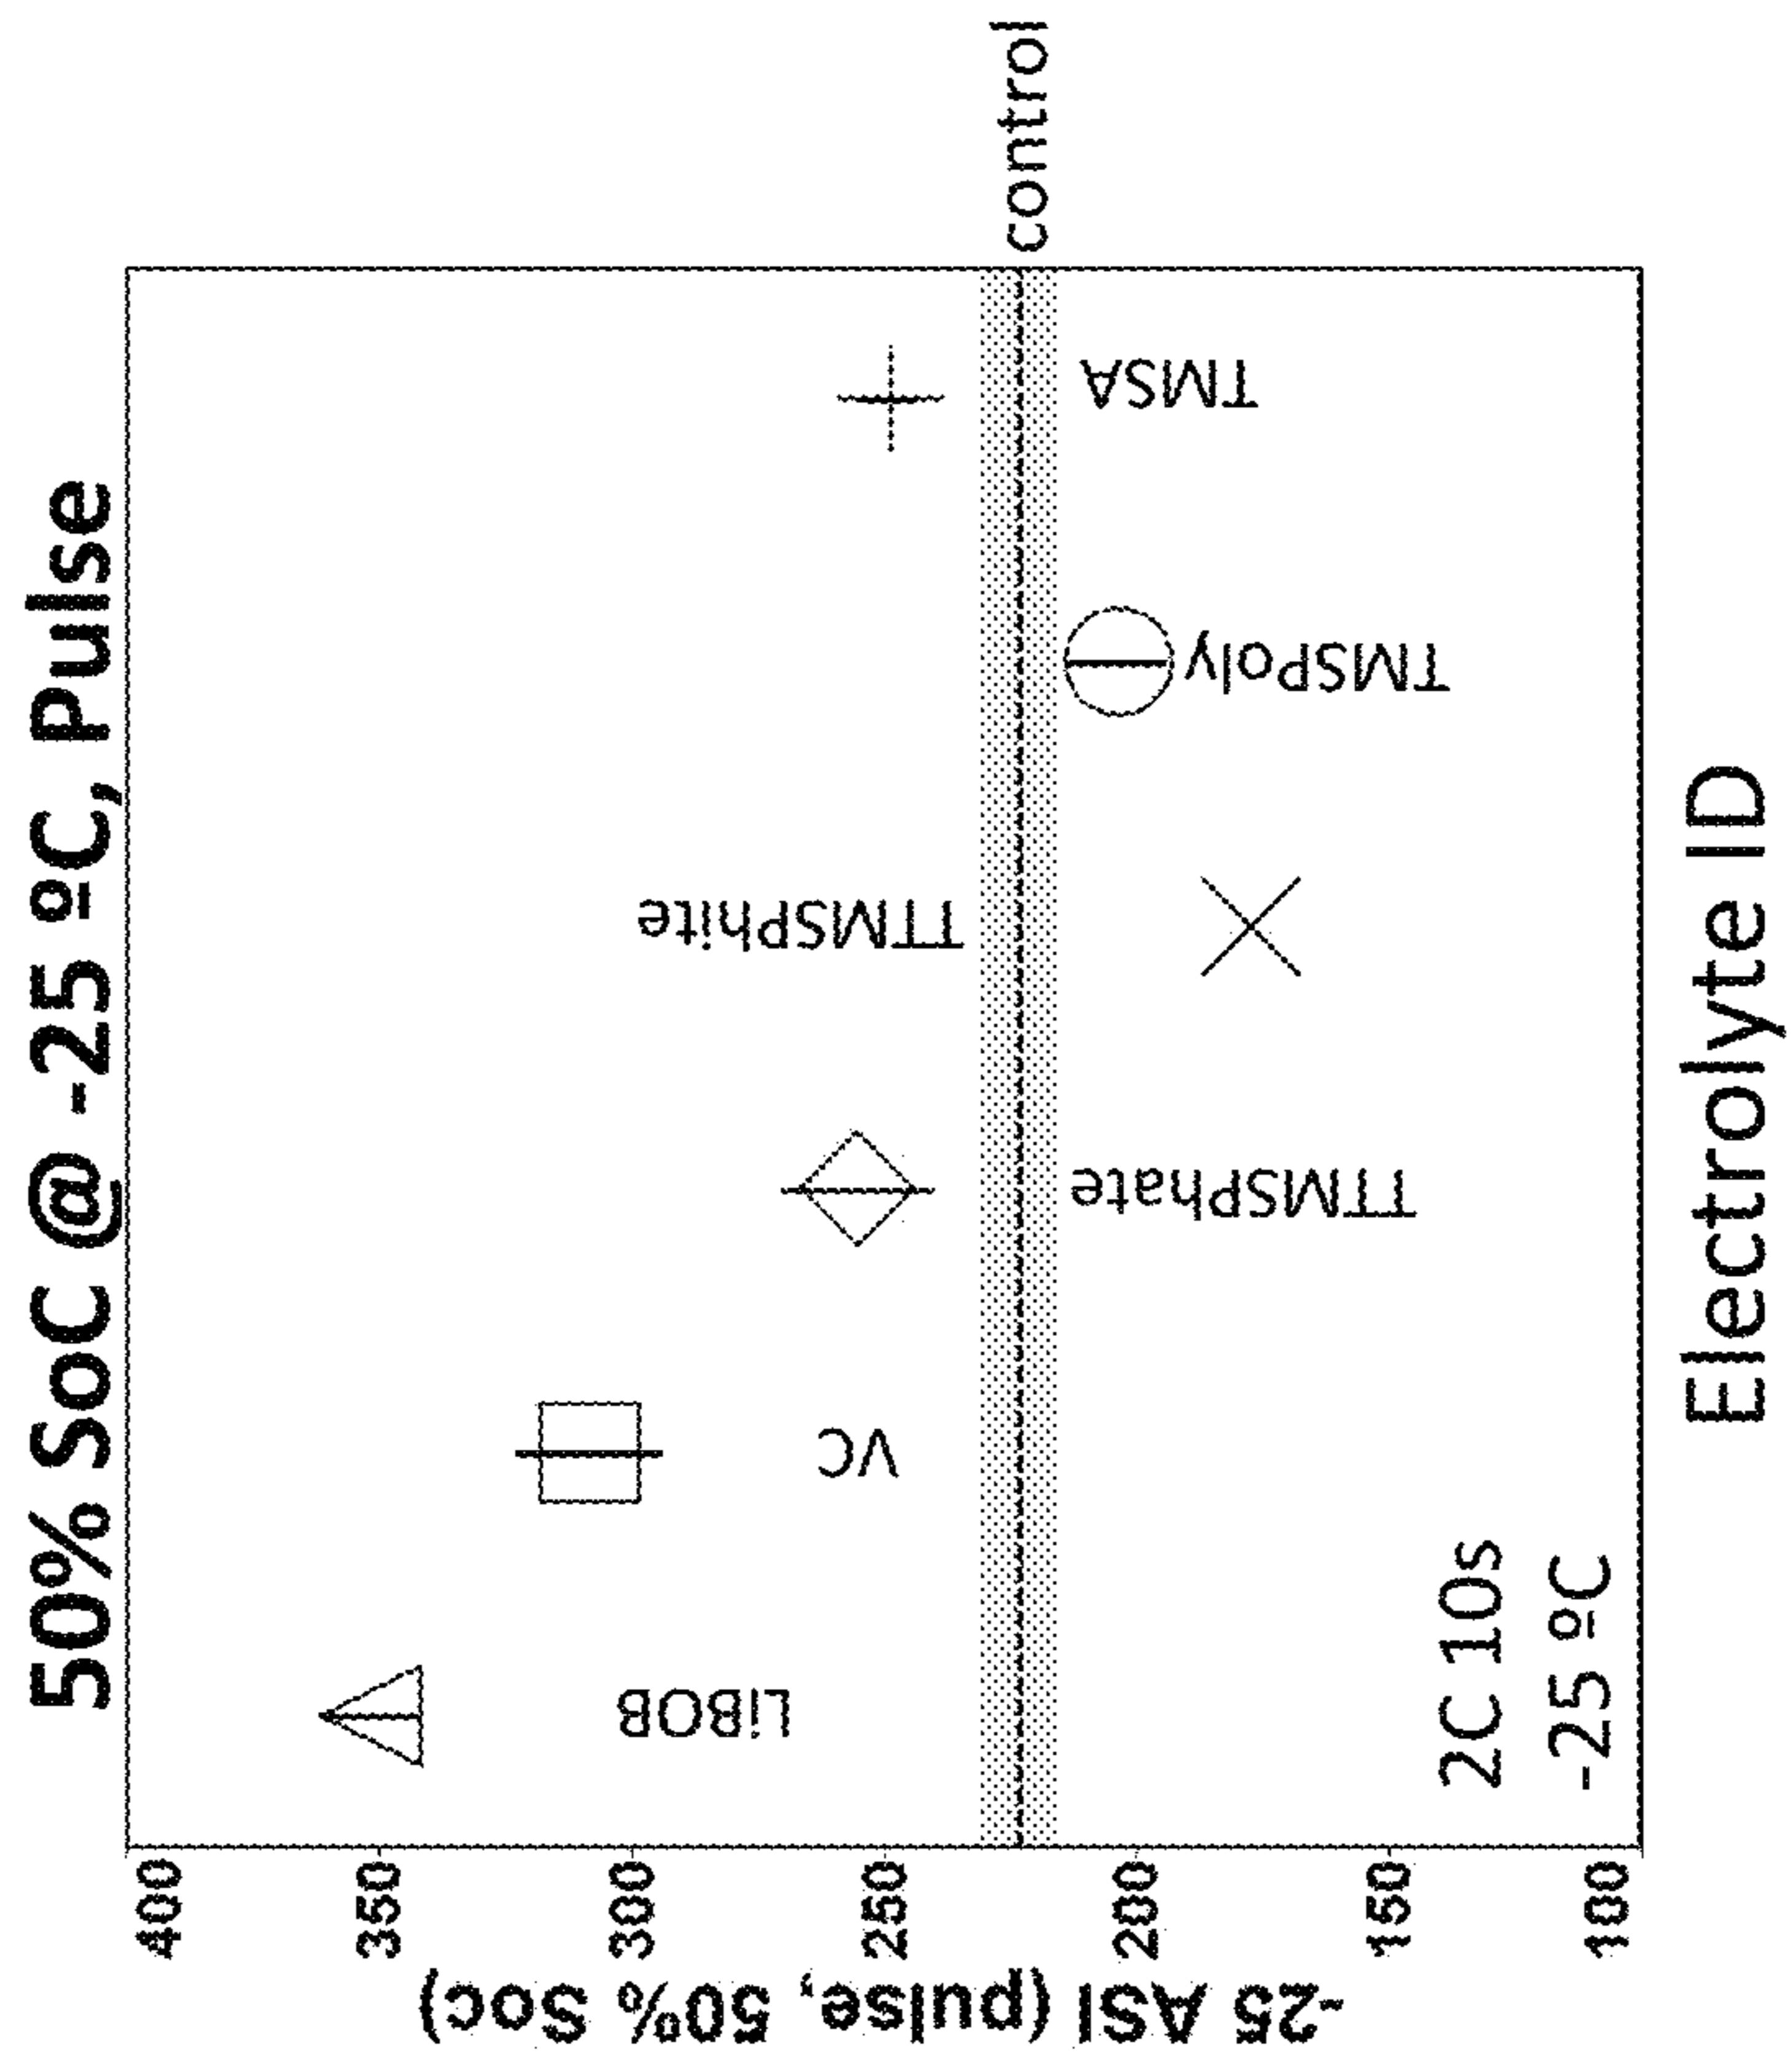 50% SoC @ -25 ºC, Pulse
-25 ASI (pulse, 50% Soc)
400
350
300
250
200
150
100
LiBOB
VC
TTMSPhate
TTMSPhite
TMSPoly
TMSA
control
2C 10s
-25 ºC
Electrolyte ID